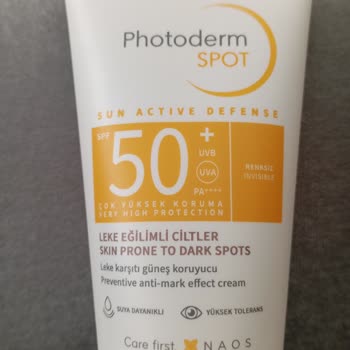 Photoderm
SPOT
SUN ACTIVE DEFENSE
SPF 50+
UVB
UVA
PA++++
ÇOK YÜKSEK KORUMA
VERY HIGH PROTECTION
RENKSİZ
INVISIBLE
LEKE EĞİLİMLİ CİLTLER
SKIN PRONE TO DARK SPOTS
Leke karşıtı güneş koruyucu
Preventive anti-mark effect cream
SUYA DAYANIKLI
YÜKSEK TOLERANS
Care first.
NAOS